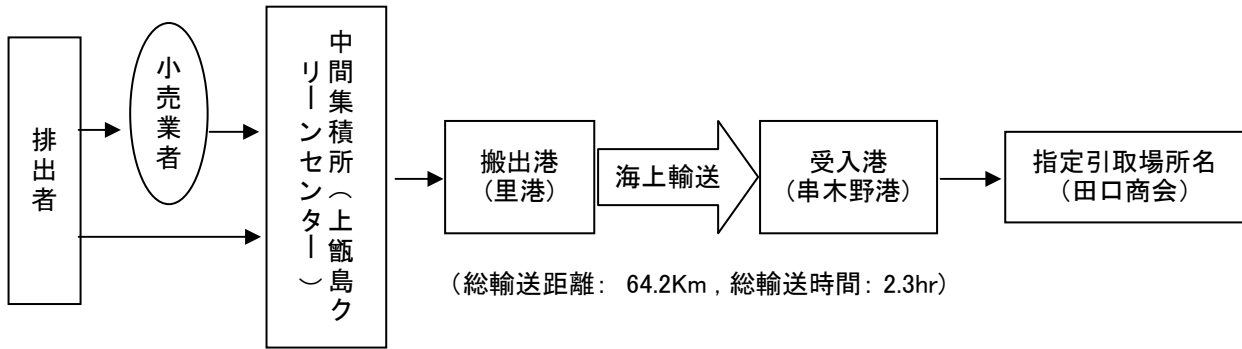 排出者
小売業者
中間集積所（上甑島ク
リーンセンター）
搬出港
（里港）
海上輸送
受入港
（串木野港）
指定引取場所名
（田口商会）
（総輸送距離： 64.2Km , 総輸送時間: 2.3hr）